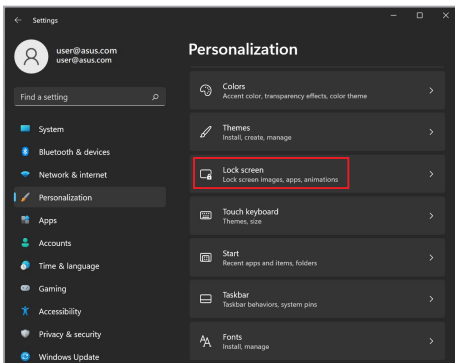 Settings
user@asus.com
user@asus.com
Find a setting
System
Bluetooth & devices
Network & internet
Personalization
Apps
Accounts
Time & language
Gaming
Accessibility
Privacy & security
Windows Update
Personalization
Colors
Accent color, transparency effects, color theme
Themes
Install, create, manage
Lock screen
Lock screen images, apps, animations
Touch keyboard
Themes, size
Start
Recent apps and items, folders
Taskbar
Taskbar behaviors, system pins
Fonts
Install, manage